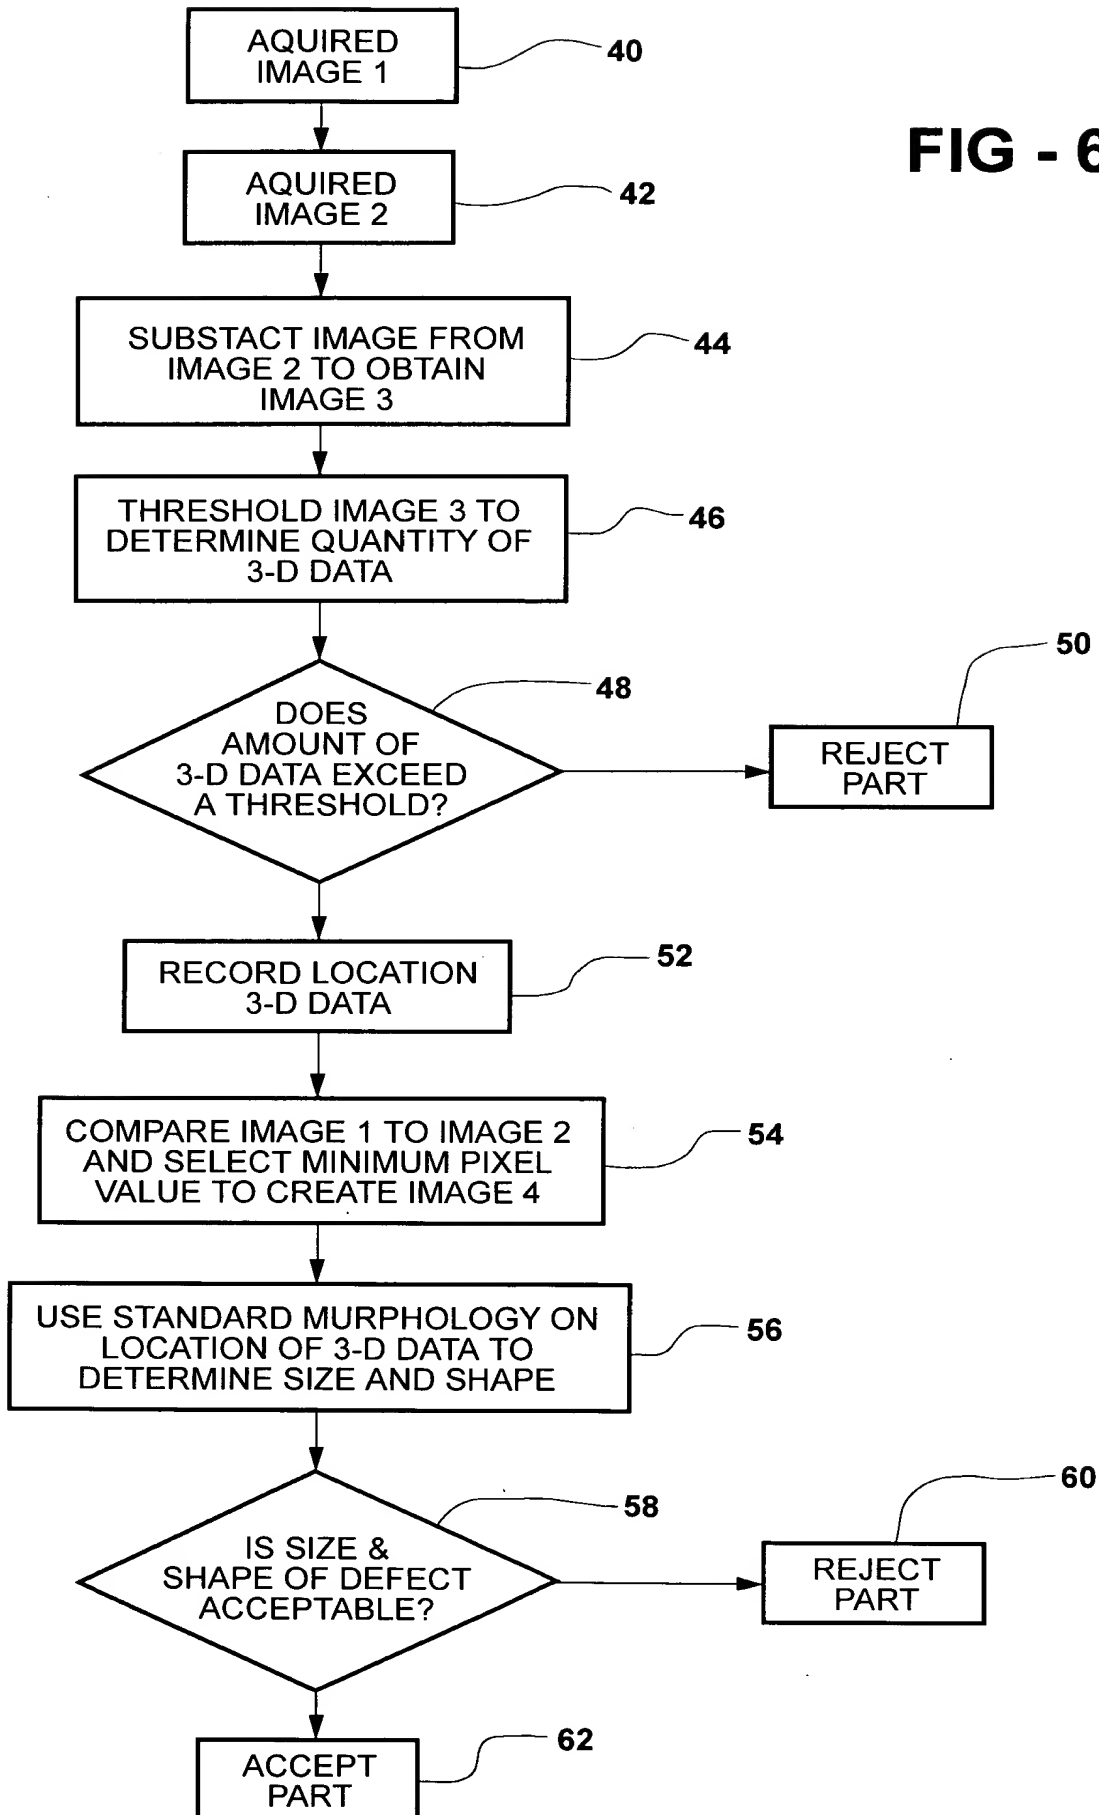 AQUIRED
IMAGE 1
40
FIG - 6
AQUIRED
IMAGE 2
42
SUBSTACT IMAGE FROM
IMAGE 2 TO OBTAIN
IMAGE 3
44
THRESHOLD IMAGE 3 TO
DETERMINE QUANTITY OF
3-D DATA
46
DOES
AMOUNT OF
3-D DATA EXCEED
A THRESHOLD?
48
REJECT
PART
50
RECORD LOCATION
3-D DATA
52
COMPARE IMAGE 1 TO IMAGE 2
AND SELECT MINIMUM PIXEL
VALUE TO CREATE IMAGE 4
54
USE STANDARD MURPHOLOGY ON
LOCATION OF 3-D DATA TO
DETERMINE SIZE AND SHAPE
56
IS SIZE &
SHAPE OF DEFECT
ACCEPTABLE?
58
REJECT
PART
60
ACCEPT
PART
62